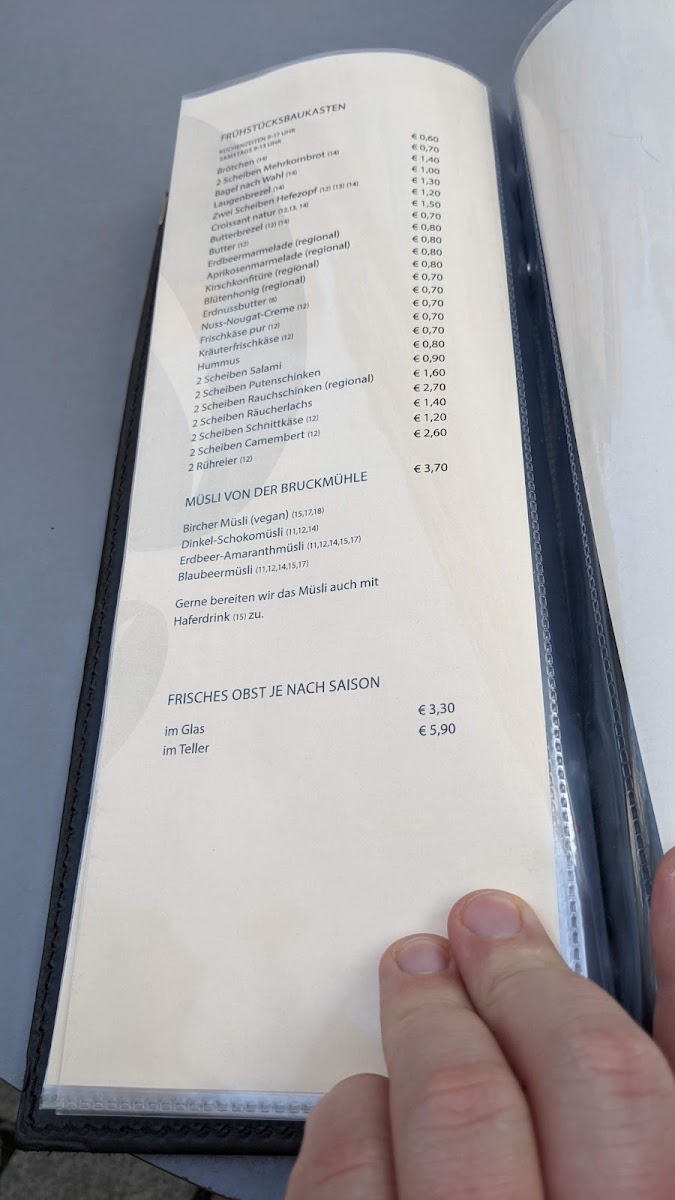 FRÜHSTÜCKSBAUKASTEN
KÜCHENZEITEN 9-17 UHR
SAMSTAGS 9-13 UHR
Brötchen (14) € 0,60
2 Scheiben Mehrkornbrot (14) € 0,70
Bagel nach Wahl (14) € 1,40
Laugenbrezel (14) € 1,00
Zwei Scheiben Hefezopf (12) (13) (14) € 1,30
Croissant natur (12,13, 14) € 1,20
Butterbrezel (12) (14) € 1,50
Butter (12) € 0,70
Erdbeermarmelade (regional) € 0,80
Aprikosenmarmelade (regional) € 0,80
Kirschkonfitüre (regional) € 0,80
Blütenhonig (regional) € 0,80
Erdnussbutter (8) € 0,70
Nuss-Nougat-Creme (12) € 0,70
Frischkäse pur (12) € 0,70
Kräuterfrischkäse (12) € 0,70
Hummus € 0,70
2 Scheiben Salami € 0,80
2 Scheiben Putenschinken € 0,90
2 Scheiben Rauchschinken (regional) € 1,60
2 Scheiben Räucherlachs € 2,70
2 Scheiben Schnittkäse (12) € 1,40
2 Scheiben Camembert (12) € 1,20
2 Rühreier (12) € 2,60
MÜSLI VON DER BRUCKMÜHLE € 3,70
Bircher Müsli (vegan) (15,17,18)
Dinkel-Schokomüsli (11,12,14)
Erdbeer-Amaranthmüsli (11,12,14,15,17)
Blaubeermüsli (11,12,14,15,17)
Gerne bereiten wir das Müsli auch mit
Haferdrink (15) zu.
FRISCHES OBST JE NACH SAISON
im Glas € 3,30
im Teller € 5,90